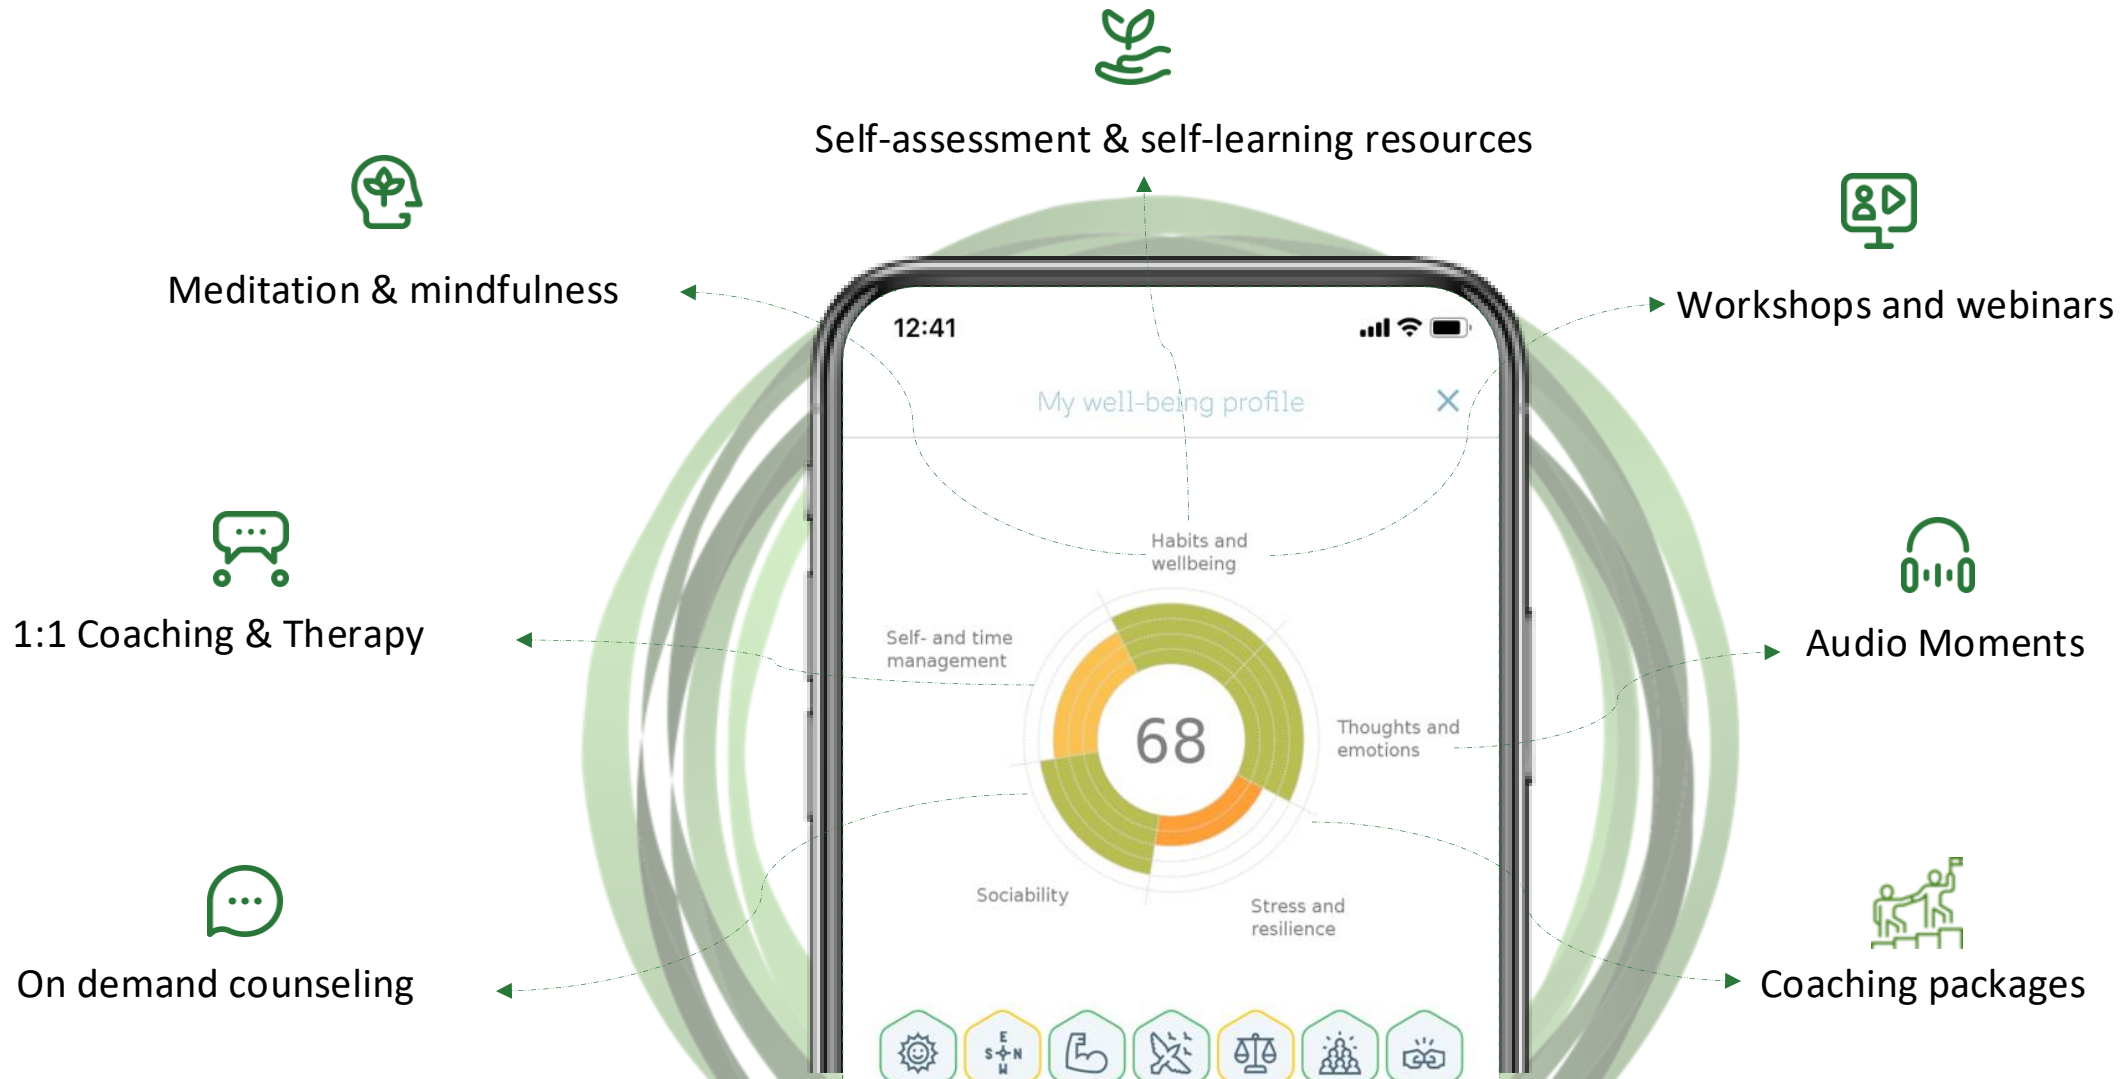 Self-assessment & self-learning resources
Meditation & mindfulness
Workshops and webinars
12:41
My well-being profile
Habits and
wellbeing
1:1 Coaching & Therapy
Self- and time
management
Audio Moments
Thoughts and
emotions
68
Sociability
Stress and
resilience
On demand counseling
Coaching packages
E
S N
W